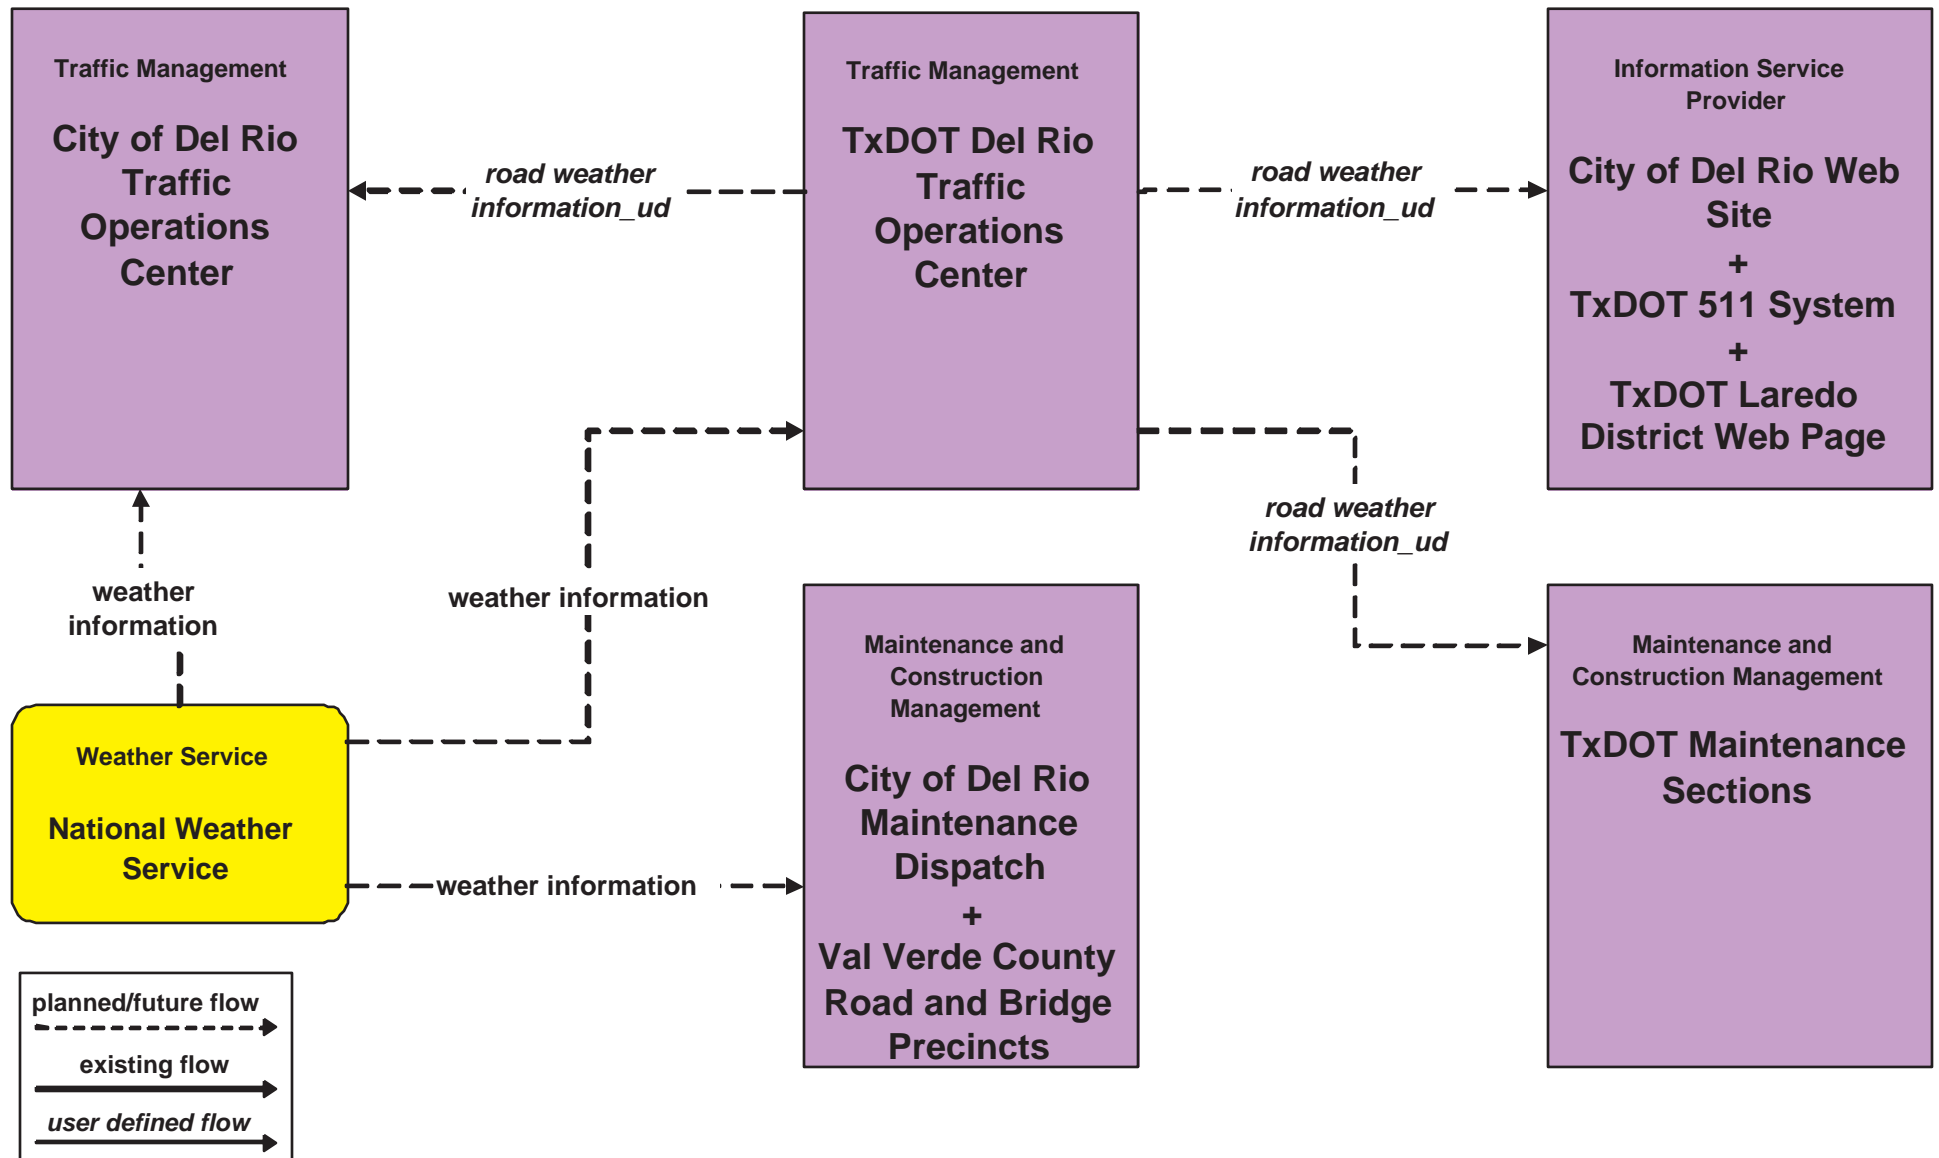 Traffic Management
City of Del Rio
Traffic
Operations
Center
road weather
information_ud
Traffic Management
TxDOT Del Rio
Traffic
Operations
Center
road weather
information_ud
Information Service
Provider
City of Del Rio Web
Site
+
TxDOT 511 System
+
TxDOT Laredo
District Web Page
weather
information
weather information
road weather
information_ud
Weather Service
National Weather
Service
weather information
Maintenance and
Construction
Management
City of Del Rio
Maintenance
Dispatch
+
Val Verde County
Road and Bridge
Precincts
Maintenance and
Construction Management
TxDOT Maintenance
Sections
planned/future flow
existing flow
user defined flow